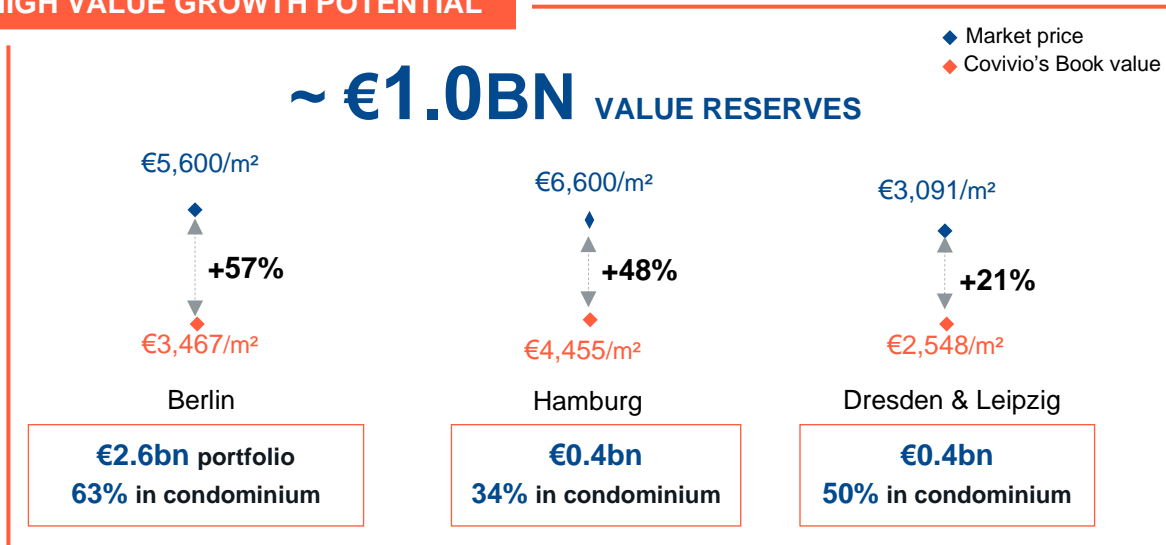 HIGH VALUE GROWTH POTENTIAL
◆ Market price
◆ Covivio's Book value
~ €1.0BN VALUE RESERVES
€5,600/m²
€6,600/m²
€3,091/m²
+57%
+48%
+21%
€3,467/m²
€4,455/m²
€2,548/m²
Berlin
Hamburg
Dresden & Leipzig
€2.6bn portfolio
63% in condominium
€0.4bn
34% in condominium
€0.4bn
50% in condominium